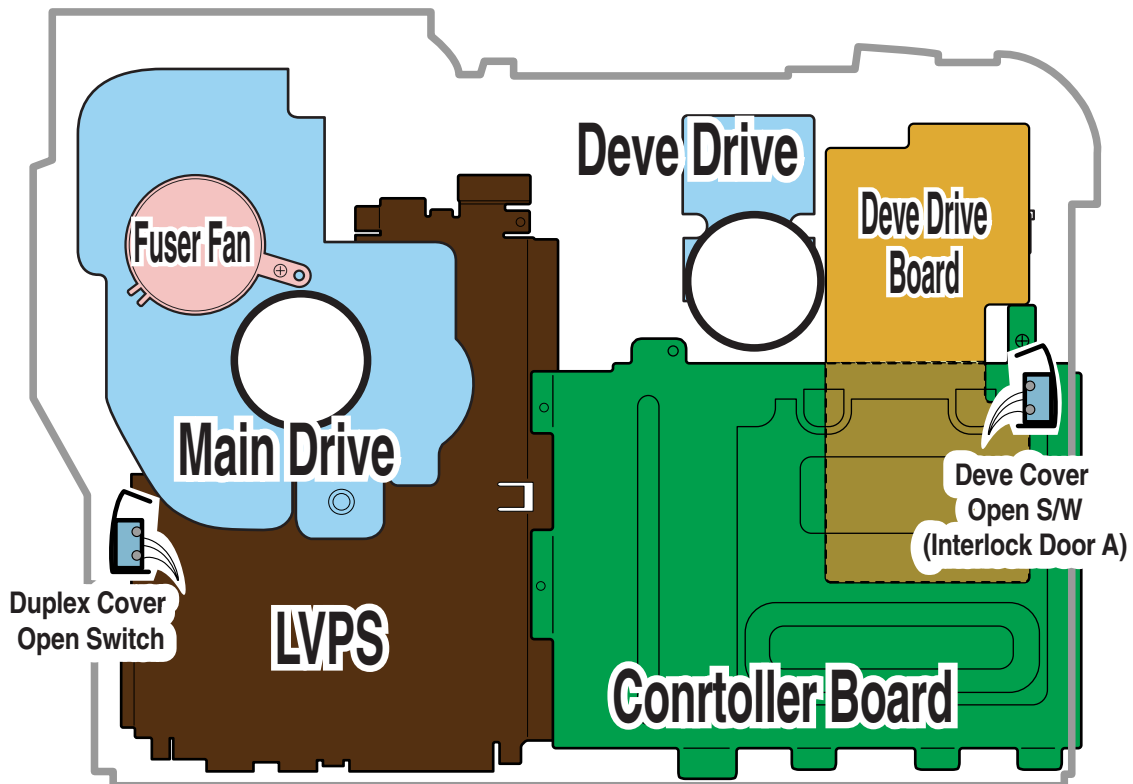 Deve Drive
Deve Drive
Board
Fuser Fan
Main Drive
Deve Cover
Open S/W
(Interlock Door A)
Duplex Cover
Open Switch
LVPS
Conrtoller Board